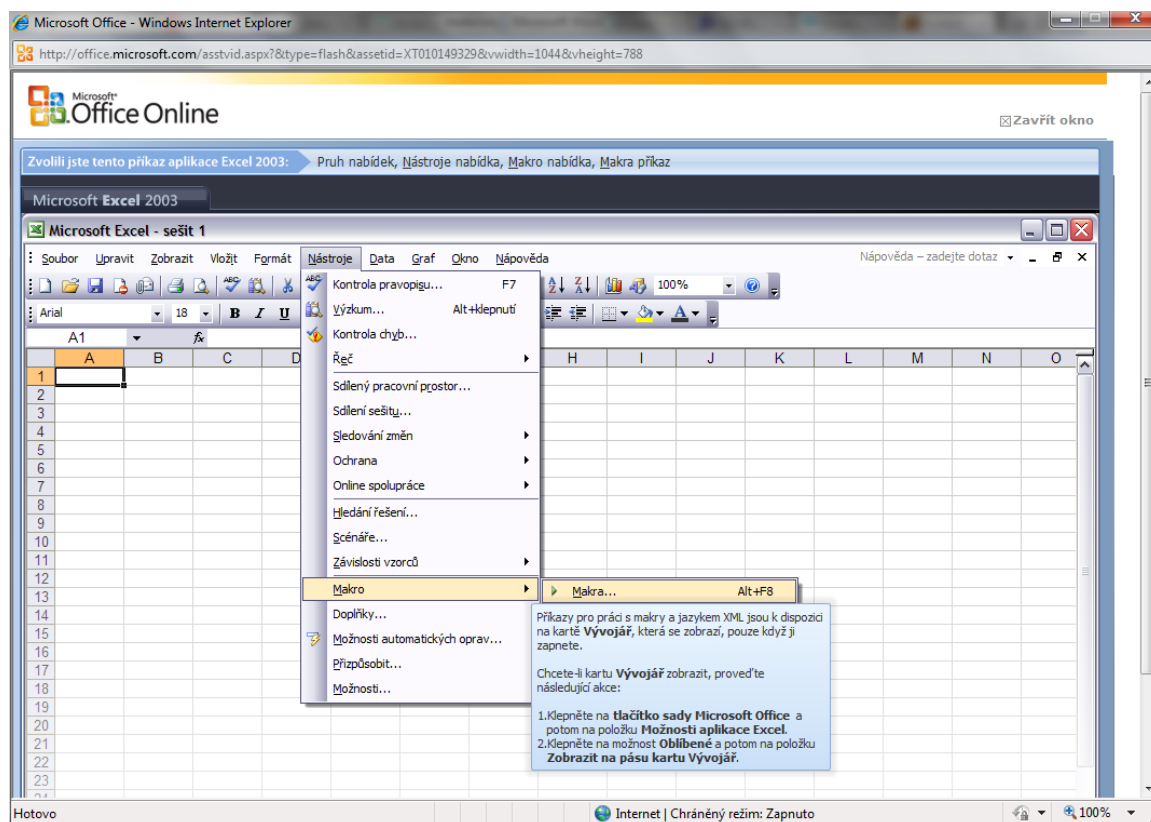 Microsoft Office - Windows Internet Explorer
http://office.microsoft.com/asstvid.aspx?&type=flash&assetid=XT010149329&vwidth=1044&vheight=788
Microsoft®
Office Online
Zavřít okno
Zvolili jste tento příkaz aplikace Excel 2003: Pruh nabídek, Nástroje nabídka, Makro nabídka, Makra příkaz
Microsoft Excel 2003
Microsoft Excel - sešit 1
Soubor Upravit Zobrazit Vložit Formát Nástroje Data Graf Okno Nápověda Nápověda – zadejte dotaz
100%
Arial 18 B I U A
A1 fx
A B C D H I J K L M N O
1
2
3
4
5
6
7
8
9
10
11
12
13
14
15
16
17
18
19
20
21
22
23
24
Kontrola pravopisu... F7
Výzkum... Alt+klepnutí
Kontrola chyb...
Řeč
Sdílený pracovní prostor...
Sdílení sešitu...
Sledování změn
Ochrana
Online spolupráce
Hledání řešení...
Scénáře...
Závislosti vzorců
Makro
Doplňky...
Možnosti automatických oprav...
Přizpůsobit...
Možnosti...
Makra... Alt+F8
Příkazy pro práci s makry a jazykem XML jsou k dispozici
na kartě Vývojář, která se zobrazí, pouze když ji
zapnete.
Chcete-li kartu Vývojář zobrazit, proveďte
následující akce:
1.Klepněte na tlačítko sady Microsoft Office a
potom na položku Možnosti aplikace Excel.
2.Klepněte na možnost Oblíbené a potom na položku
Zobrazit na pásu kartu Vývojář.
Hotovo Internet | Chráněný režim: Zapnuto 100%